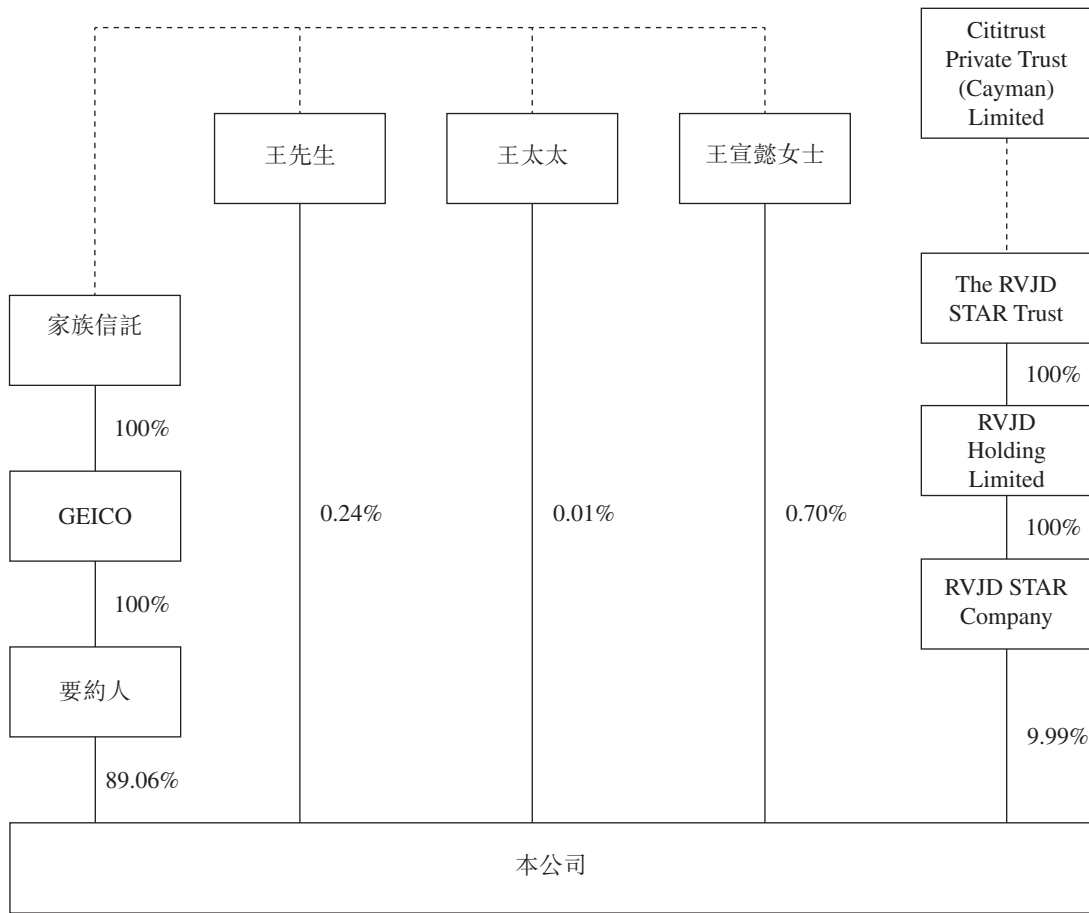 Cititrust
Private Trust
(Cayman)
Limited
王先生
王太太
王宣懿女士
家族信託
The RVJD
STAR Trust
100%
100%
RVJD
Holding
Limited
GEICO
0.24%
0.01%
0.70%
100%
100%
RVJD STAR
Company
要約人
89.06%
9.99%
本公司